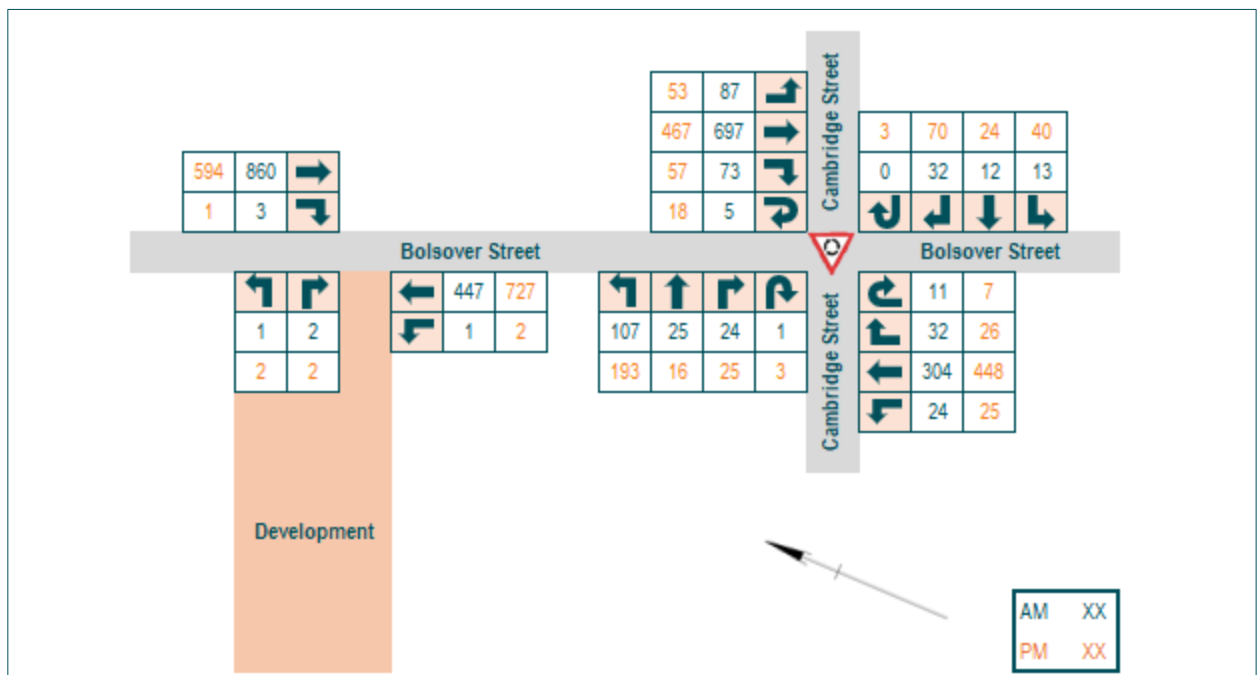 53 87
467 697
57 73
18 5
Cambridge Street
3 70 24 40
0 32 12 13
594 860
1 3
Bolsover Street
Bolsover Street
1 2
2 2
447 727
1 2
107 25 24 1
193 16 25 3
Cambridge Street
11 7
32 26
304 448
24 25
Development
AM XX
PM XX